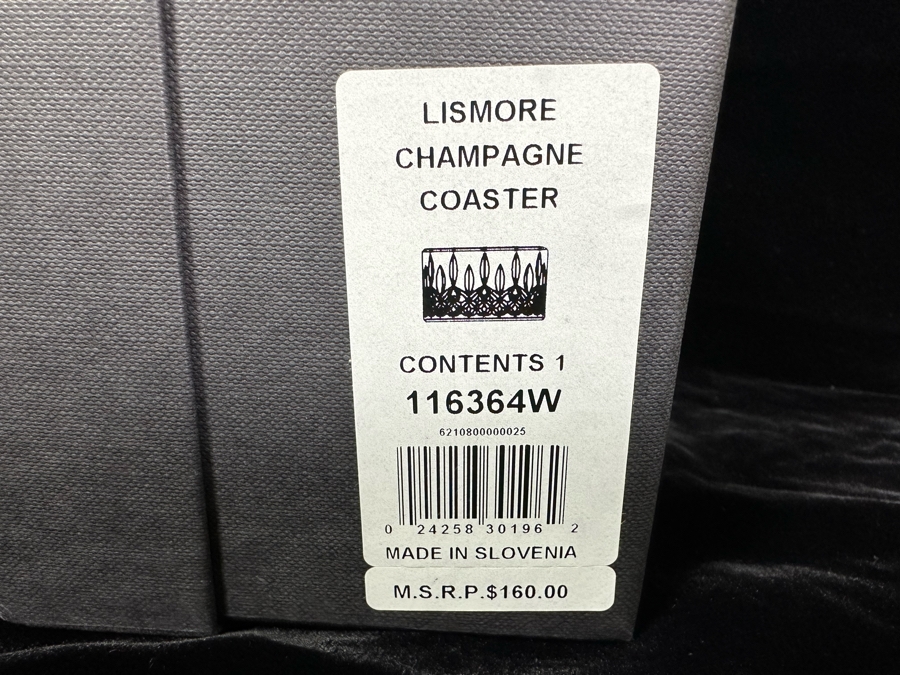 LISMORE
CHAMPAGNE
COASTER
CONTENTS 1
116364W
6210800000025
0 24258 30196 2
MADE IN SLOVENIA
M.S.R.P.$160.00